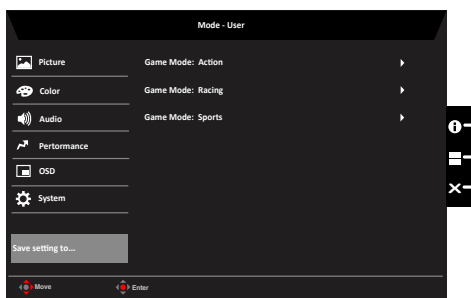 Mode - User
Picture
Game Mode: Action
Color
Game Mode: Racing
Audio
Game Mode: Sports
Pertormance
OSD
System
Save setting to...
Move
Enter